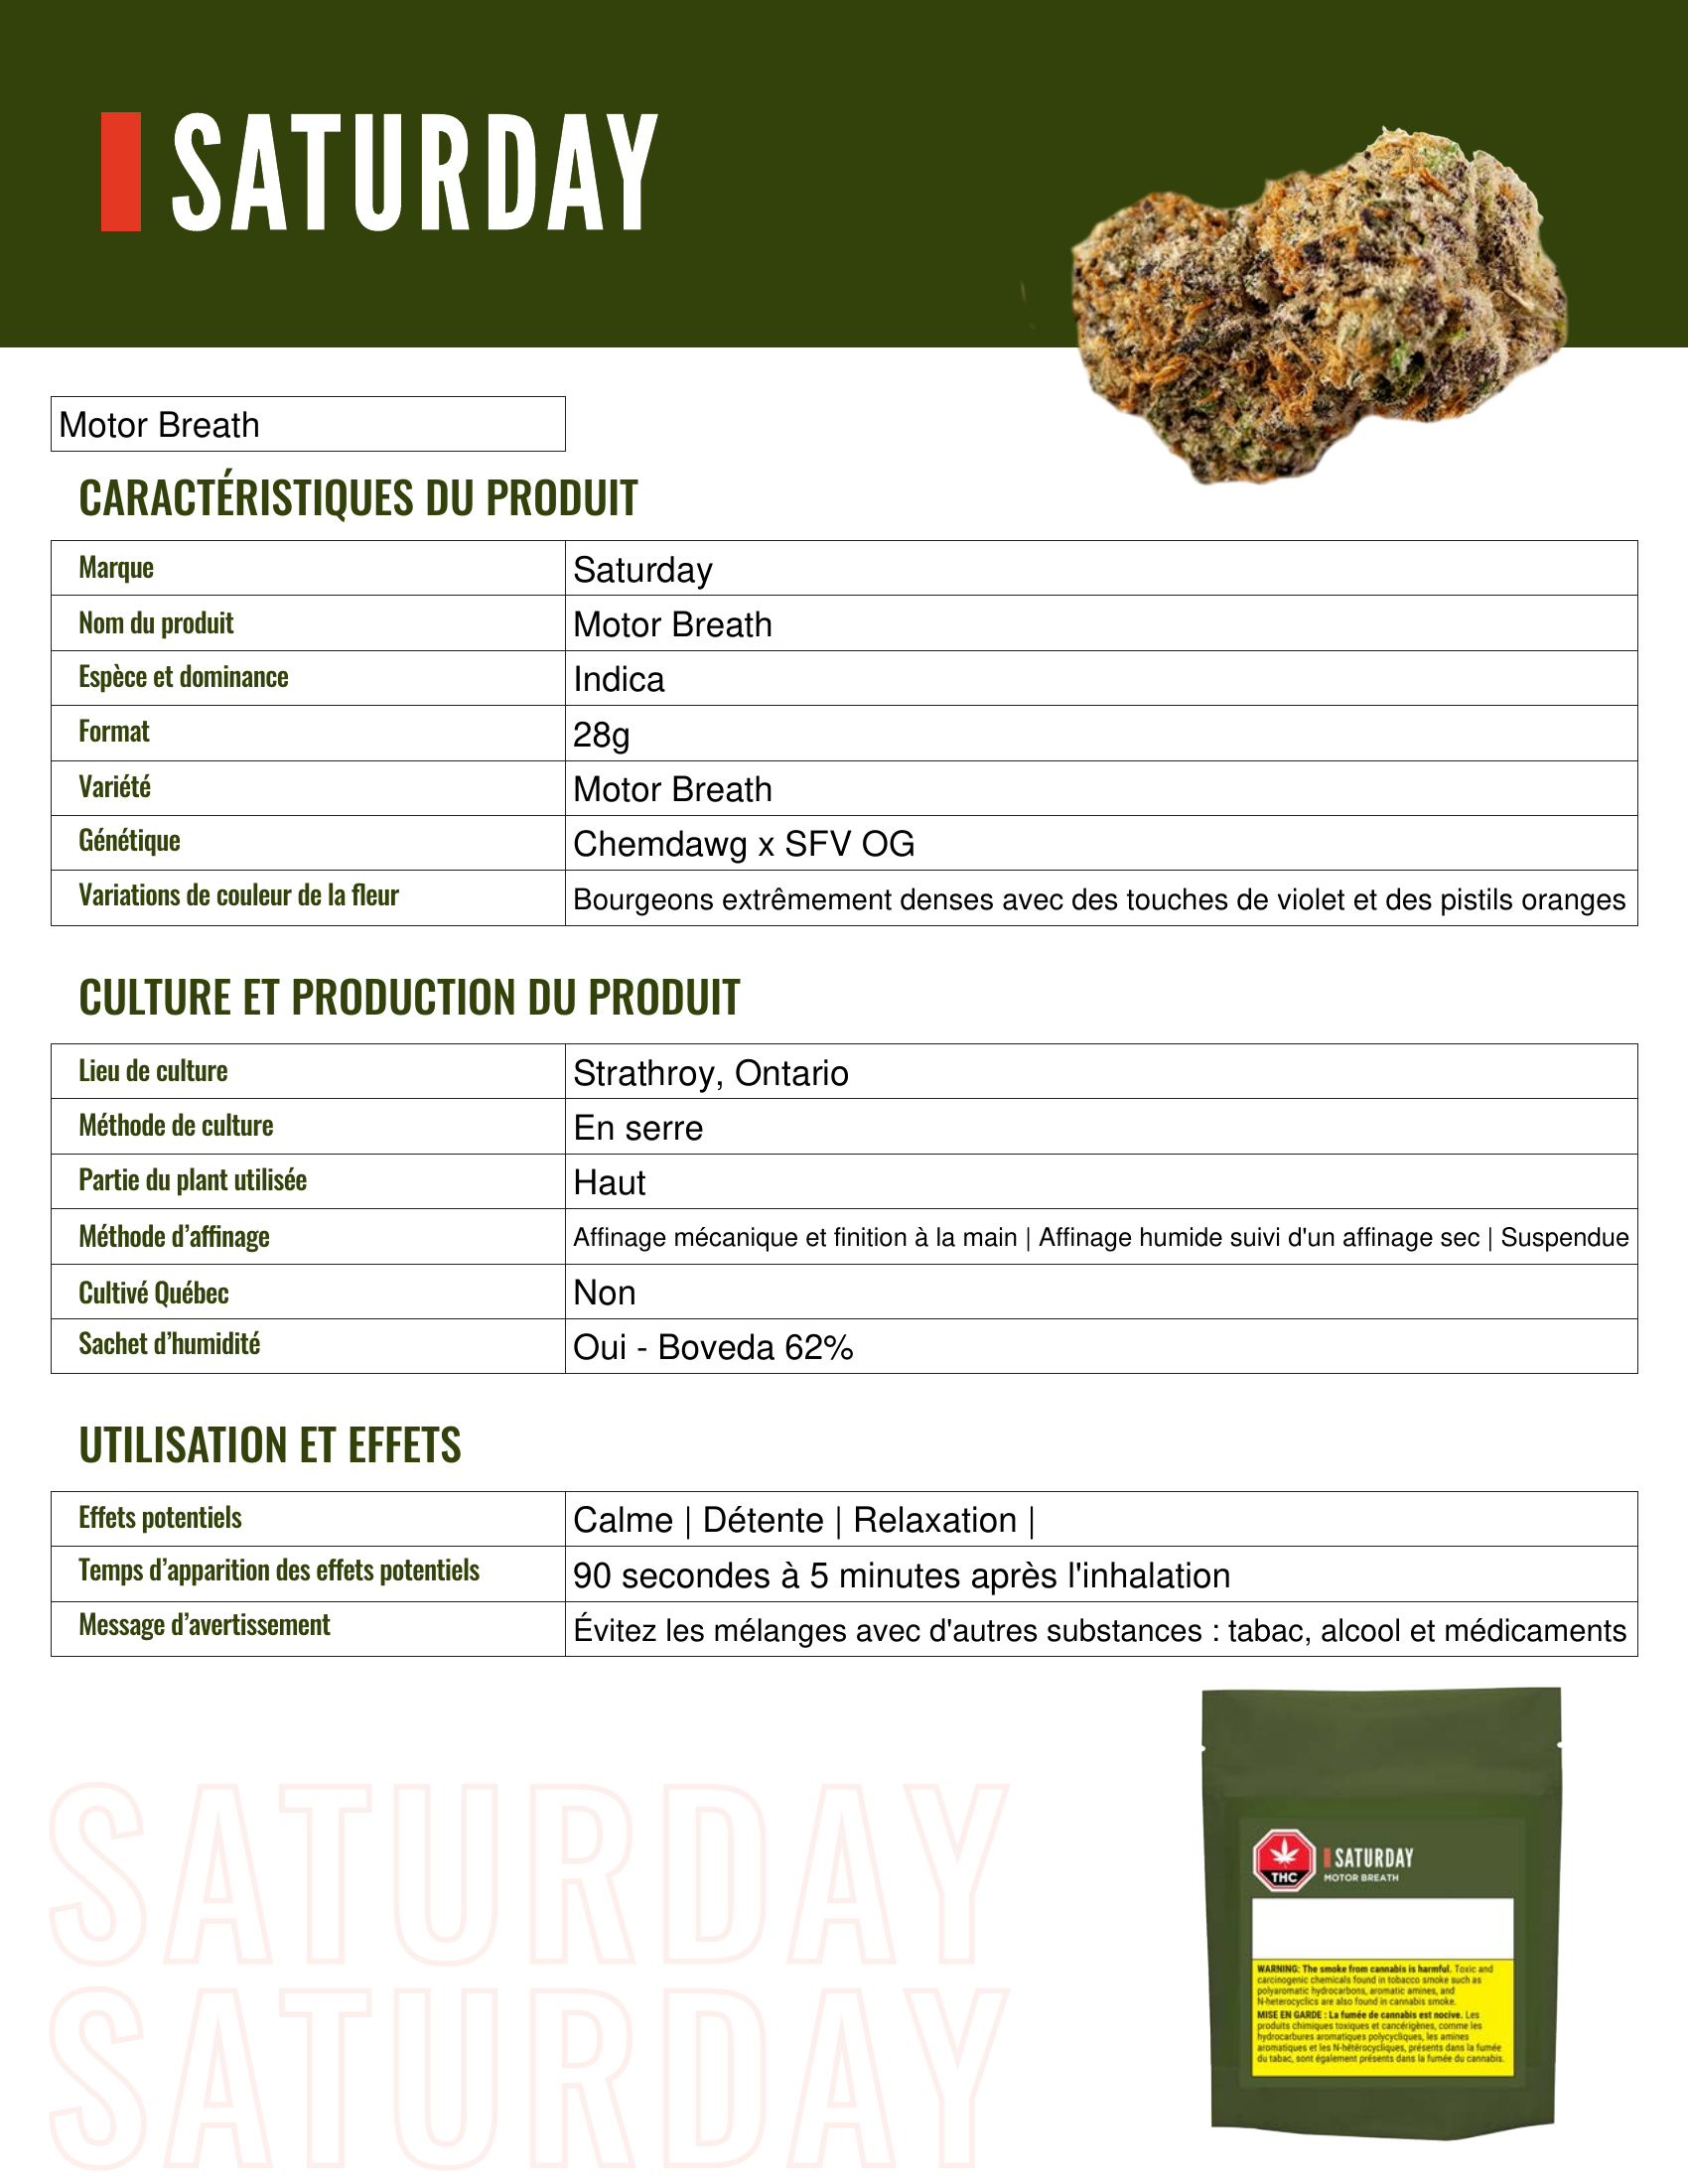 SATURDAY
Motor Breath
CARACTÉRISTIQUES DU PRODUIT
Marque Saturday
Nom du produit Motor Breath
Espèce et dominance Indica
Format 28g
Variété Motor Breath
Génétique Chemdawg x SFV OG
Variations de couleur de la fleur Bourgeons extrêmement denses avec des touches de violet et des pistils oranges
CULTURE ET PRODUCTION DU PRODUIT
Lieu de culture Strathroy, Ontario
Méthode de culture En serre
Partie du plant utilisée Haut
Méthode d’affinage Affinage mécanique et finition à la main | Affinage humide suivi d'un affinage sec | Suspendue
Cultivé Québec Non
Sachet d’humidité Oui - Boveda 62%
UTILISATION ET EFFETS
Effets potentiels Calme | Détente | Relaxation |
Temps d’apparition des effets potentiels 90 secondes à 5 minutes après l'inhalation
Message d’avertissement Évitez les mélanges avec d'autres substances : tabac, alcool et médicaments
SATURDAY
SATURDAY
THC
SATURDAY
MOTOR BREATH
WARNING: The smoke from cannabis is harmful. Toxic and
carcinogenic chemicals found in tobacco smoke such as
polyaromatic hydrocarbons, aromatic amines, and
N-heterocyclics are also found in cannabis smoke.
MISE EN GARDE : La fumée de cannabis est nocive. Les
produits chimiques toxiques et cancérigènes, comme les
hydrocarbures aromatiques polycycliques, les amines
aromatiques et les N-hétérocycliques, présents dans la fumée
du tabac, sont également présents dans la fumée du cannabis.